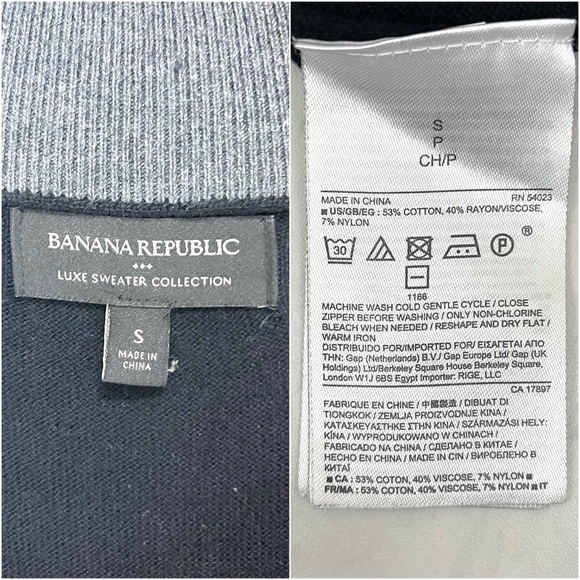 BANANA REPUBLIC
LUXE SWEATER COLLECTION
S
MADE IN
CHINA
S
P
CH/P
MADE IN CHINA RN 54023
US/GB/EG : 53% COTTON, 40% RAYON/VISCOSE,
7% NYLON
30 P ®
1166
MACHINE WASH COLD GENTLE CYCLE / CLOSE
ZIPPER BEFORE WASHING / ONLY NON-CHLORINE
BLEACH WHEN NEEDED / RESHAPE AND DRY FLAT /
WARM IRON
DISTRIBUIDO POR/IMPORTED FOR/ ΕΙΣΑΓΕΤΑΙ ΑΠΟ
THN: Gap (Netherlands) B.V./ Gap Europe Ltd/ Gap (UK
Holdings) Ltd/Berkeley Square House Berkeley Square,
London W1J 6BS Egypt Importer: RIGE, LLC
CA 17897
FABRIQUE EN CHINE / 中國製造 / DIBUAT DI
TIONGKOK / ZEMLJA PROIZVODNJE KINA /
ΚΑΤΑΣΚΕΥΑΣΤΗΚΕ ΣΤΗΝ ΚΙΝΑ / SZÁRMAZÁSI HELY:
KÍNA / WYPRODUKOWANO W CHINACH /
FABRICADO NA CHINA / СДЕЛАНО В КИТАЕ /
HECHO EN CHINA / MADE IN CIN / ВИРОБЛЕНО В
КИТАЇ
CA : 53% COTTON, 40% VISCOSE, 7% NYLON
FR/MA : 53% COTON, 40% VISCOSE, 7% NYLON IT